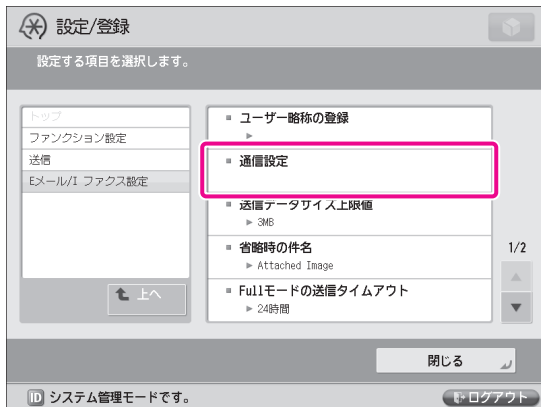 設定/登録
設定する項目を選択します。
トップ
ファンクション設定
送信
Eメール/I ファクス設定
上へ
ユーザー略称の登録
通信設定
送信データサイズ上限値
3MB
省略時の件名
Attached Image
Fullモードの送信タイムアウト
24時間
1/2
閉じる
ID システム管理モードです。
ログアウト